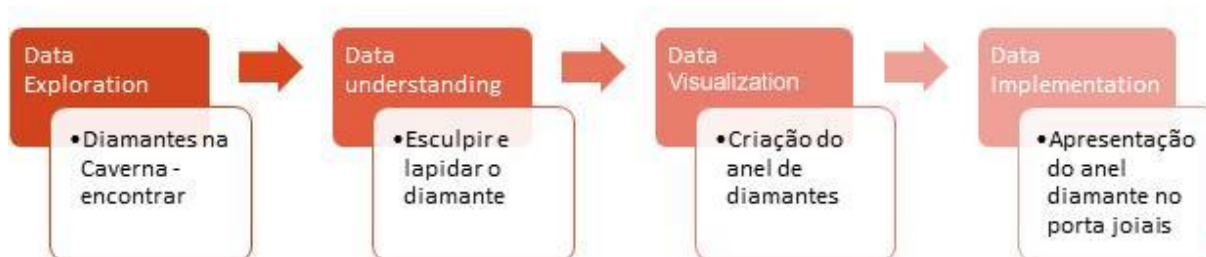 Data
Exploration
•Diamantes na
Caverna -
encontrar
Data
understanding
•Esculpir e
lapidar o
diamante
Data
Visualization
•Criação do
anel de
diamantes
Data
Implementation
•Apresentação
do anel
diamante no
porta joiais